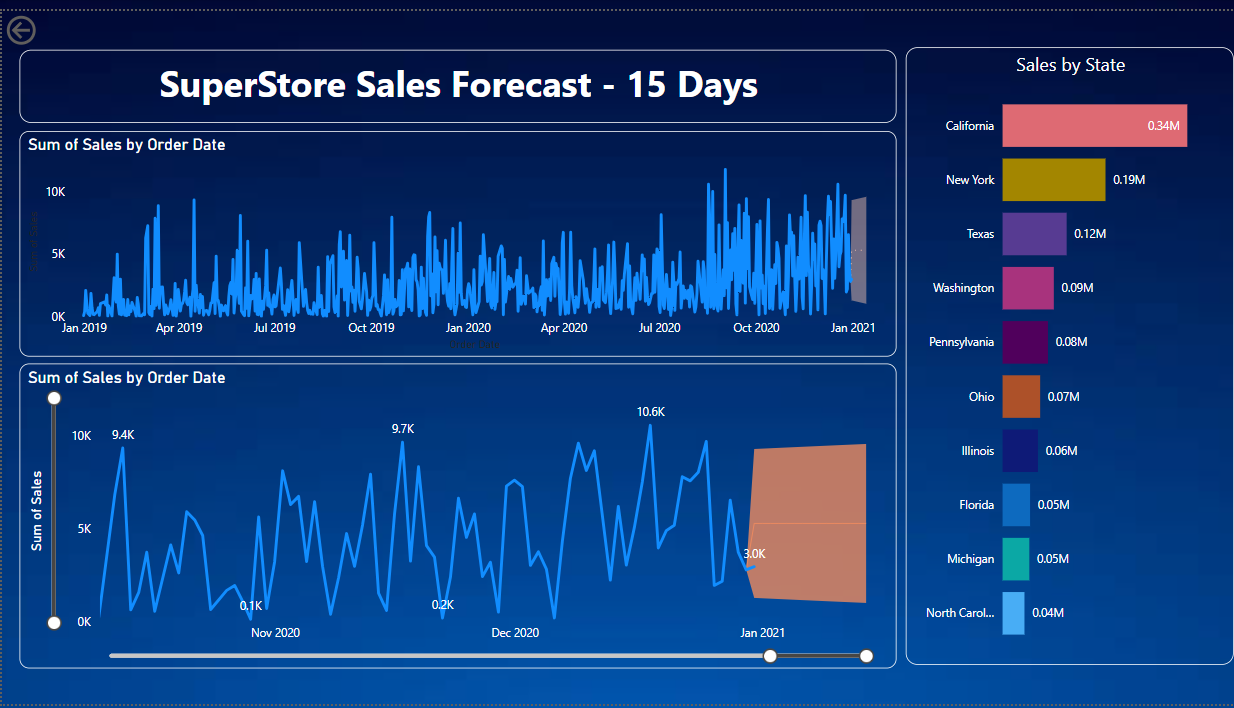 SuperStore Sales Forecast - 15 Days
Sum of Sales by Order Date
10K
5K
0K
Jan 2019 Apr 2019 Jul 2019 Oct 2019 Jan 2020 Apr 2020 Jul 2020 Oct 2020 Jan 2021
Sum of Sales by Order Date
Sum of Sales
10K
5K
0K
9.4K
0.1K
9.7K
0.2K
10.6K
3.0K
Nov 2020 Dec 2020 Jan 2021
Sales by State
California 0.34M
New York 0.19M
Texas 0.12M
Washington 0.09M
Pennsylvania 0.08M
Ohio 0.07M
Illinois 0.06M
Florida 0.05M
Michigan 0.05M
North Carol... 0.04M